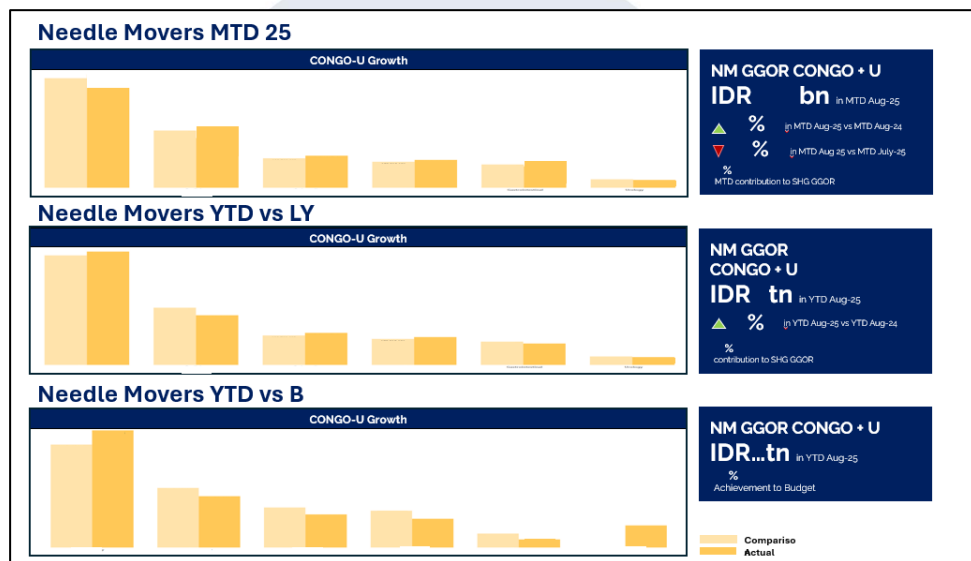 Needle Movers MTD 25
CONGO-U Growth
NM GGOR CONGO + U
IDR bn in MTD Aug-25
% in MTD Aug-25 vs MTD Aug-24
% in MTD Aug 25 vs MTD July-25
%
MTD contribution to SHG GGOR
Needle Movers YTD vs LY
CONGO-U Growth
NM GGOR
CONGO + U
IDR tn in YTD Aug-25
% in YTD Aug-25 vs YTD Aug-24
%
contribution to SHG GGOR
Needle Movers YTD vs B
CONGO-U Growth
NM GGOR CONGO + U
IDR...tn in YTD Aug-25
%
Achievement to Budget
Compariso
Actual